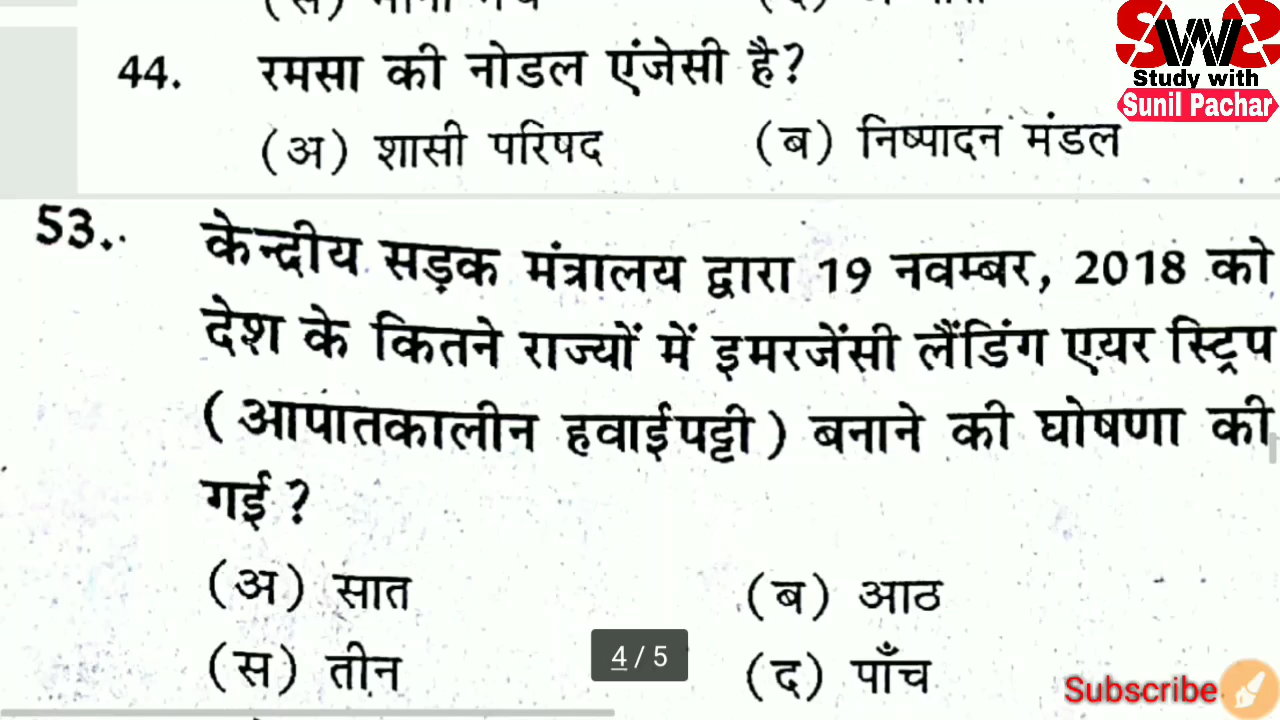 44. रमसा की नोडल एंजेसी है?
(अ) शासी परिषद (ब) निष्पादन मंडल
SWS
Study with
Sunil Pachar
53. केन्द्रीय सड़क मंत्रालय द्वारा 19 नवम्बर, 2018 को
देश के कितने राज्यों में इमरजेंसी लैंडिंग एयर स्ट्रिप
(आपातकालीन हवाईपट्टी) बनाने की घोषणा की
गई?
(अ) सात (ब) आठ
(स) तीन (द) पाँच
4 / 5
Subscribe